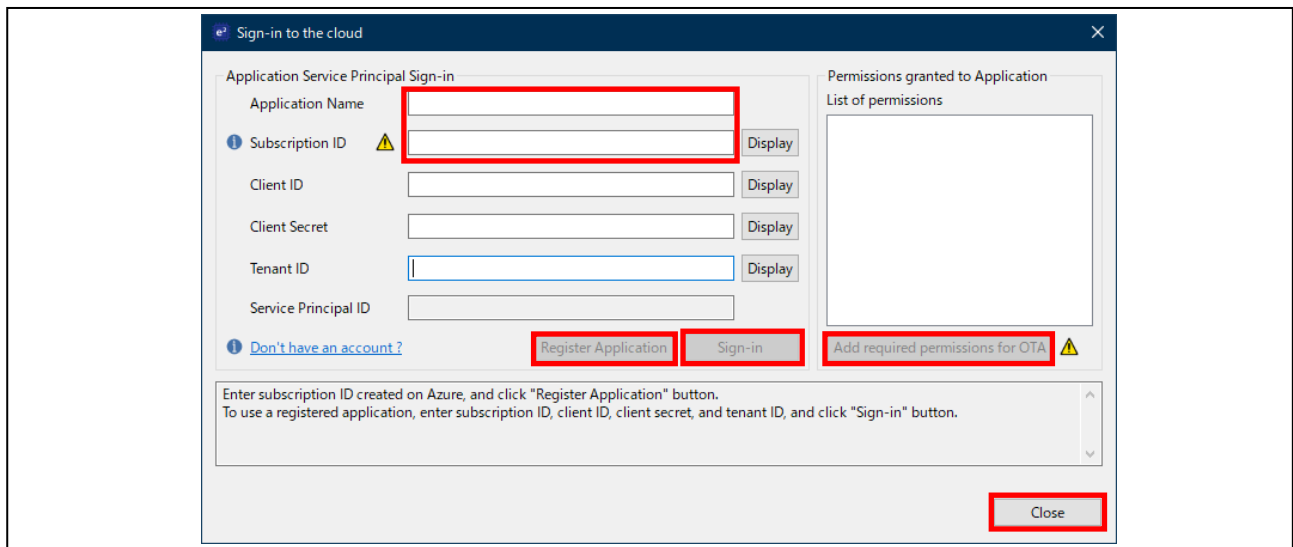 e² Sign-in to the cloud
Application Service Principal Sign-in
Application Name
Subscription ID
Display
Client ID
Display
Client Secret
Display
Tenant ID
Display
Service Principal ID
Don't have an account ?
Register Application
Sign-in
Permissions granted to Application
List of permissions
Add required permissions for OTA
Enter subscription ID created on Azure, and click "Register Application" button.
To use a registered application, enter subscription ID, client ID, client secret, and tenant ID, and click "Sign-in" button.
Close